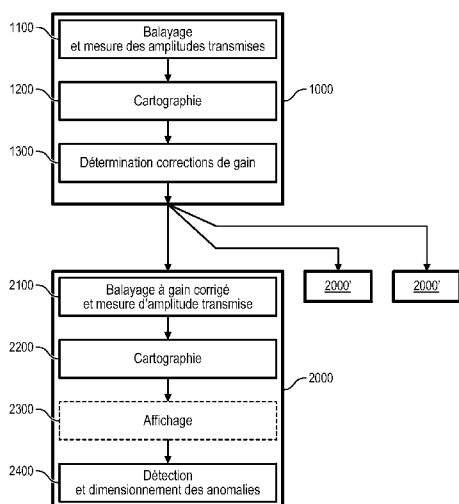 1100
Balayage
et mesure des amplitudes transmises
1200
Cartographie
1000
1300
Détermination corrections de gain
2100
Balayage à gain corrigé
et mesure d'amplitude transmise
2000'
2000'
2200
Cartographie
2000
2300
Affichage
2400
Détection
et dimensionnement des anomalies